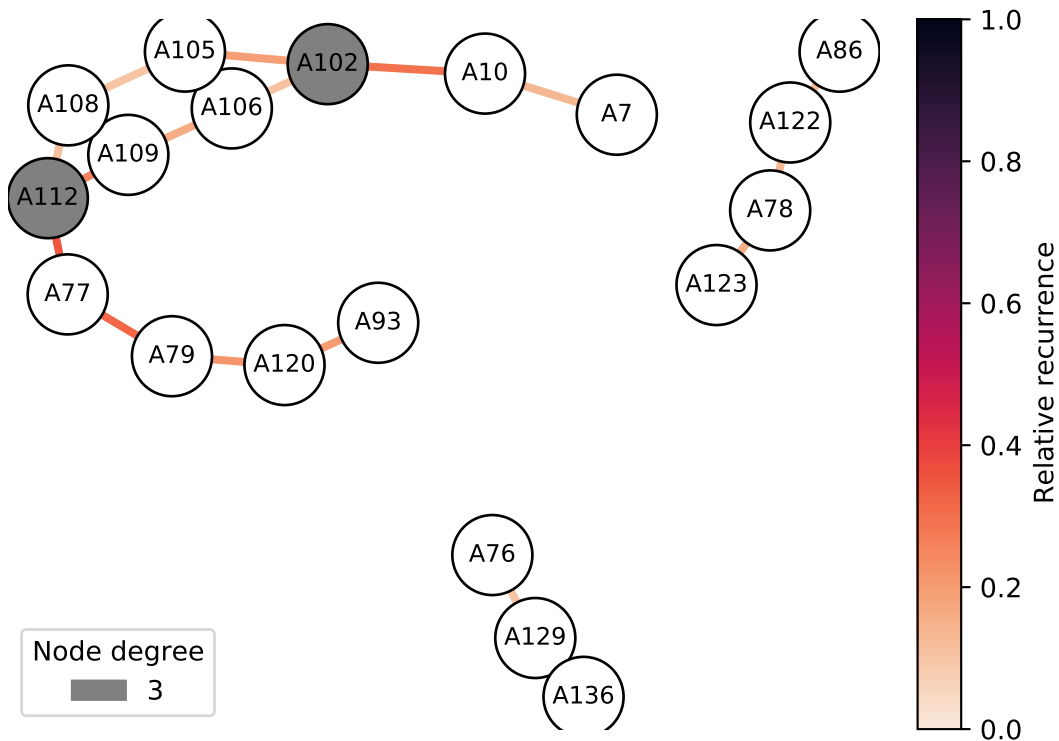 A105
A102
A10
A86
A108
A106
A7
A122
A109
A112
A78
A77
A123
A93
A79
A120
A76
A129
A136
Node degree
3
1.0
0.8
0.6
0.4
0.2
0.0
Relative recurrence